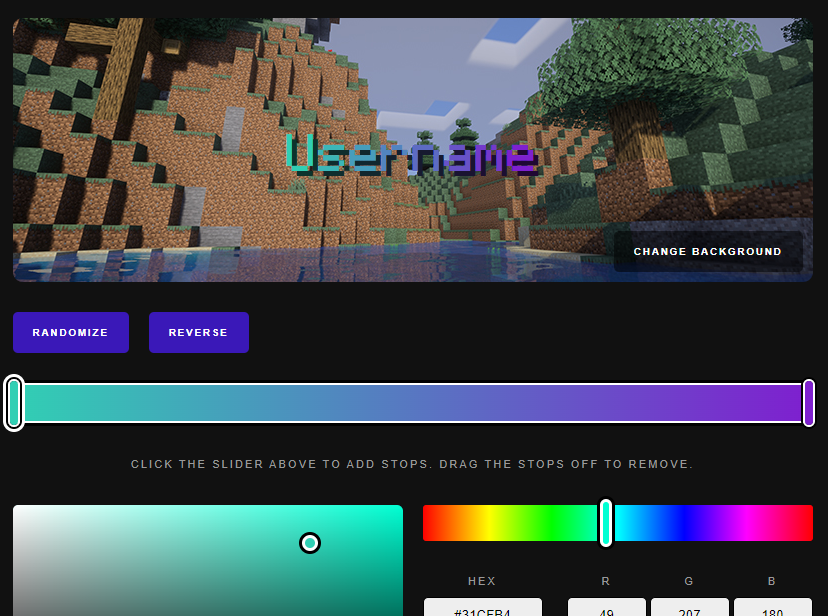 Username
CHANGE BACKGROUND
RANDOMIZE REVERSE
CLICK THE SLIDER ABOVE TO ADD STOPS. DRAG THE STOPS OFF TO REMOVE.
HEX R G B
#31CFB4 49 207 180